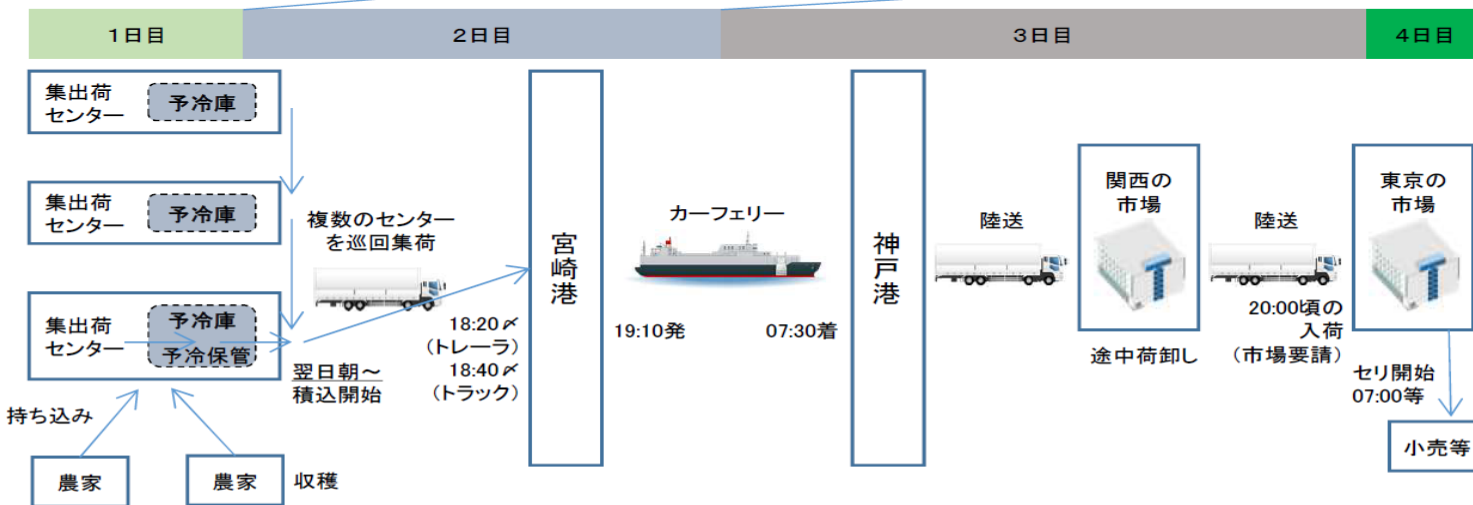 1日目
2日目
3日目
4日目
集出荷
センター
予冷庫
集出荷
センター
予冷庫
集出荷
センター
予冷庫
予冷保管
持ち込み
農家
農家
収穫
複数のセンター
を巡回集荷
翌日朝～
積込開始
18:20〆
(トレーラ)
18:40〆
(トラック)
宮崎港
カーフェリー
19:10発
07:30着
神戸港
陸送
関西の
市場
途中荷卸し
陸送
20:00頃の
入荷
(市場要請)
東京の
市場
セリ開始
07:00等
小売等